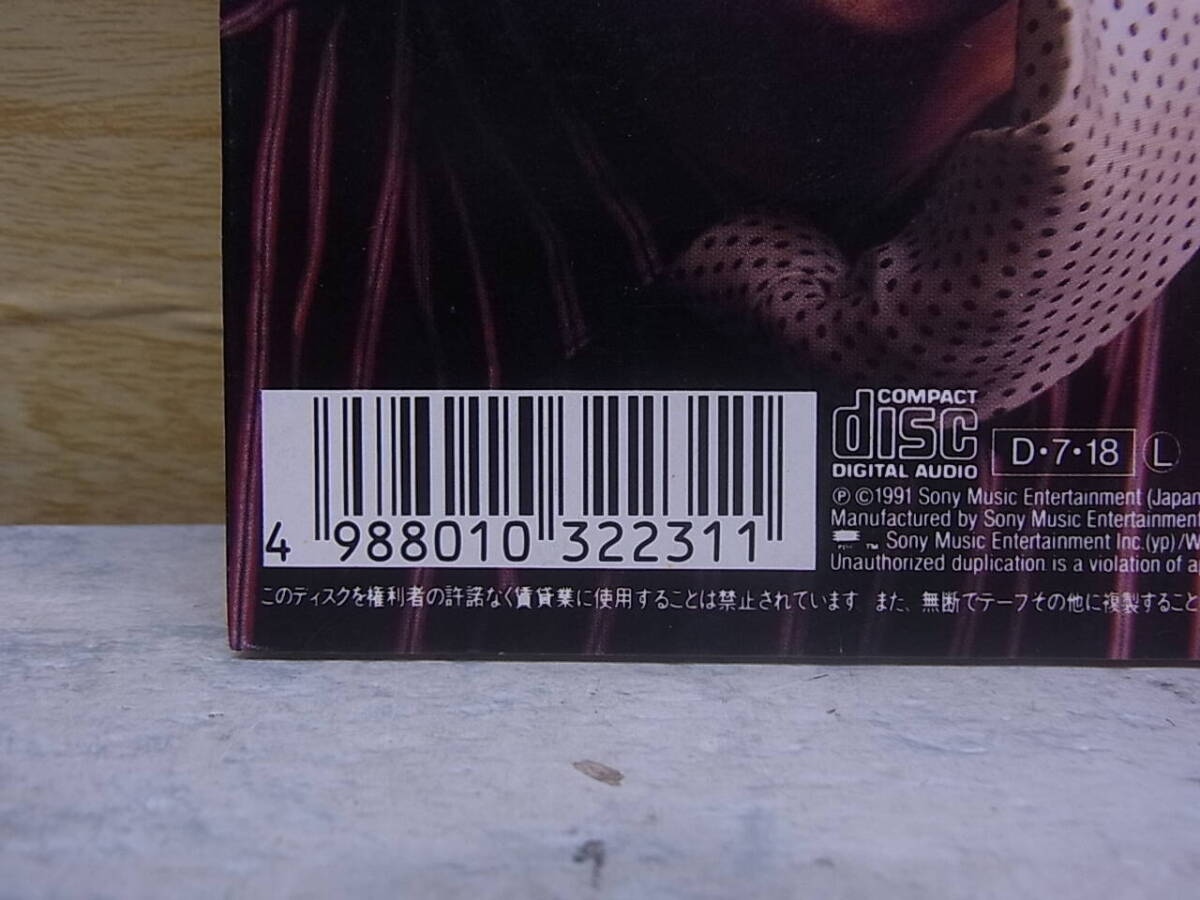 COMPACT
disc
DIGITAL AUDIO
D・7・18 L
Ⓟ ©1991 Sony Music Entertainment (Japan
Manufactured by Sony Music Entertainment
™ Sony Music Entertainment Inc.(yp)/W
Unauthorized duplication is a violation of ap
4 988010 322311
このディスクを権利者の許諾なく賃貸業に使用することは禁止されています また、無断でテープその他に複製すること